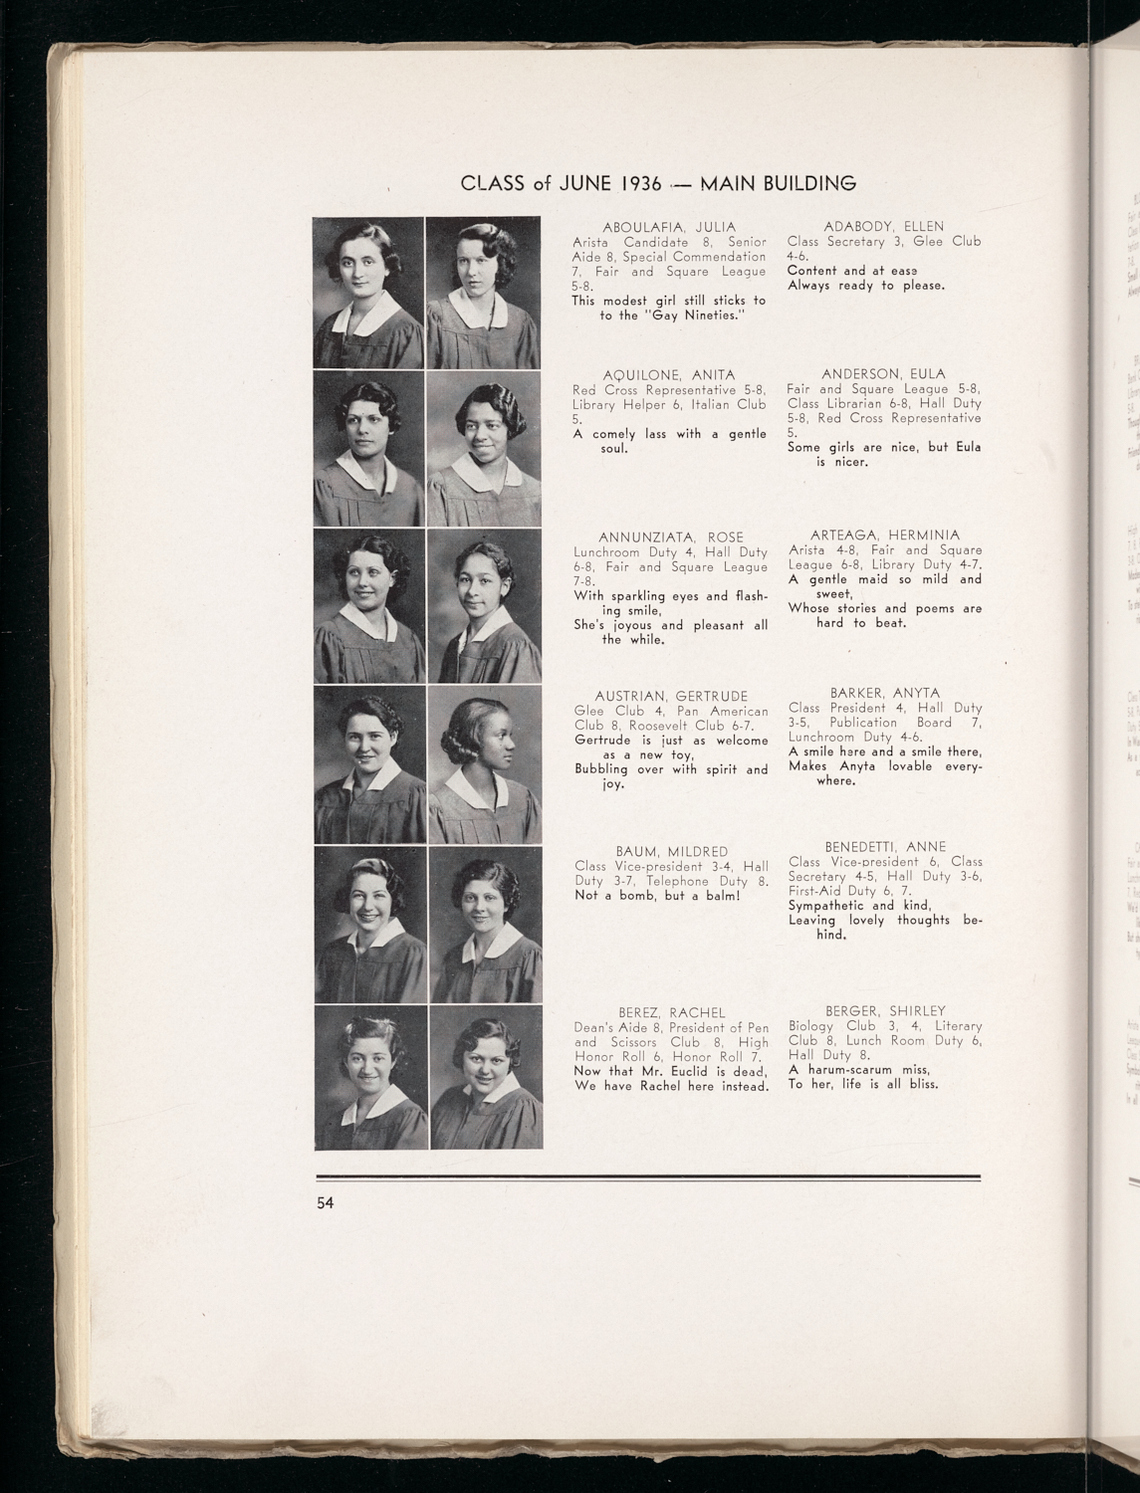 CLASS of JUNE 1936 — MAIN BUILDING
ABOULAFIA, JULIA
Arista Candidate 8, Senior
Aide 8, Special Commendation
7, Fair and Square League
5-8.
This modest girl still sticks to
to the "Gay Nineties."
ADABODY, ELLEN
Class Secretary 3, Glee Club
4-6.
Content and at ease
Always ready to please.
AQUILONE, ANITA
Red Cross Representative 5-8,
Library Helper 6, Italian Club
5.
A comely lass with a gentle
soul.
ANDERSON, EULA
Fair and Square League 5-8,
Class Librarian 6-8, Hall Duty
5-8, Red Cross Representative
5.
Some girls are nice, but Eula
is nicer.
ANNUNZIATA, ROSE
Lunchroom Duty 4, Hall Duty
6-8, Fair and Square League
7-8.
With sparkling eyes and flash-
ing smile,
She's joyous and pleasant all
the while.
ARTEAGA, HERMINIA
Arista 4-8, Fair and Square
League 6-8, Library Duty 4-7.
A gentle maid so mild and
sweet,
Whose stories and poems are
hard to beat.
AUSTRIAN, GERTRUDE
Glee Club 4, Pan American
Club 8, Roosevelt Club 6-7.
Gertrude is just as welcome
as a new toy,
Bubbling over with spirit and
joy.
BARKER, ANYTA
Class President 4, Hall Duty
3-5, Publication Board 7,
Lunchroom Duty 4-6.
A smile here and a smile there,
Makes Anyta lovable every-
where.
BAUM, MILDRED
Class Vice-president 3-4, Hall
Duty 3-7, Telephone Duty 8.
Not a bomb, but a balm!
BENEDETTI, ANNE
Class Vice-president 6, Class
Secretary 4-5, Hall Duty 3-6,
First-Aid Duty 6, 7.
Sympathetic and kind,
Leaving lovely thoughts be-
hind.
BEREZ, RACHEL
Dean's Aide 8, President of Pen
and Scissors Club 8, High
Honor Roll 6, Honor Roll 7.
Now that Mr. Euclid is dead,
We have Rachel here instead.
BERGER, SHIRLEY
Biology Club 3, 4, Literary
Club 8, Lunch Room Duty 6,
Hall Duty 8.
A harum-scarum miss,
To her, life is all bliss.
54